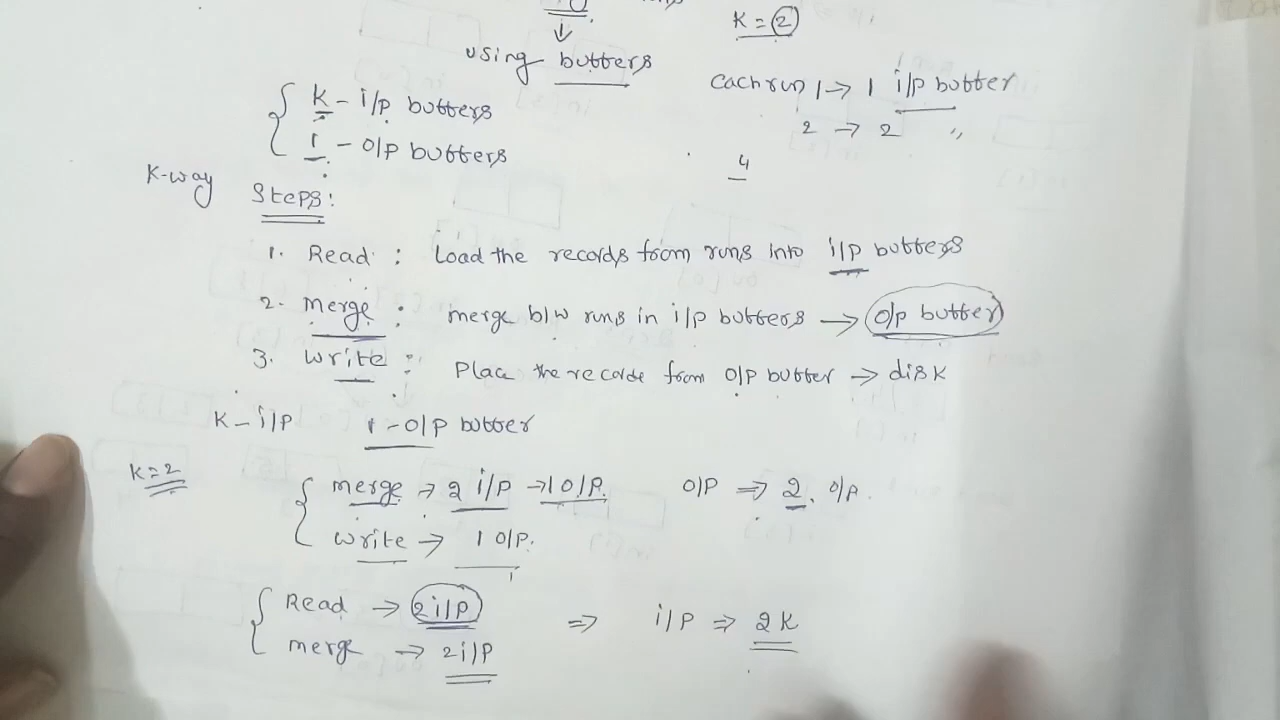 K = 2
using buffers
each run 1 → 1 i/p buffer
K - i/p buffers
2 → 2 "
1 - o/p buffers
4
K-way
Steps:
1. Read : Load the records from runs into i/p buffers
2. Merge : merge b/w runs in i/p buffers → o/p buffer
3. Write : Place the records from o/p buffer → disk
K - i/p 1 - o/p buffer
K = 2
merge → 2 i/p → 1 o/p. o/p ⇒ 2. o/p.
write → 1 o/p.
Read → 2 i/p ⇒ i/p ⇒ 2K
merge → 2 i/p